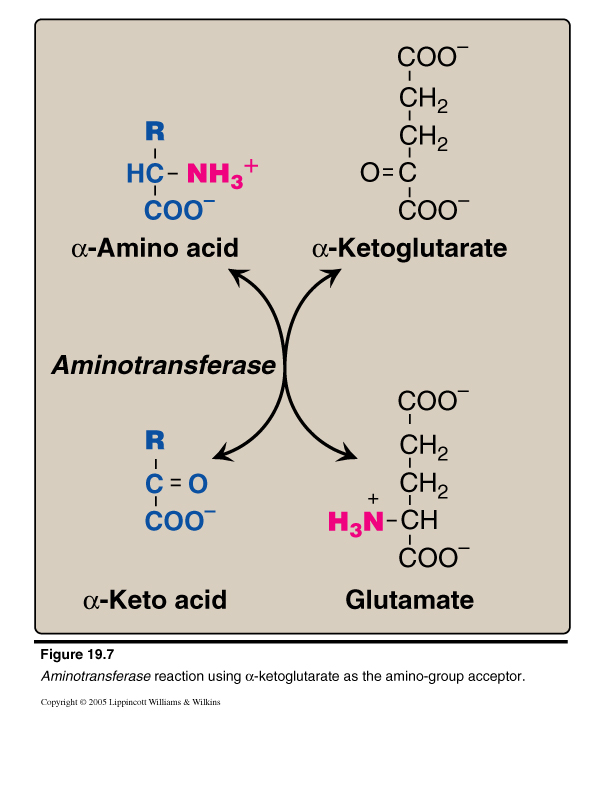 R
HC – NH₃⁺
COO⁻
α-Amino acid
COO⁻
CH₂
CH₂
O=C
COO⁻
α-Ketoglutarate
Aminotransferase
R
C = O
COO⁻
α-Keto acid
COO⁻
CH₂
CH₂
H₃N⁺–CH
COO⁻
Glutamate
Figure 19.7
Aminotransferase reaction using α-ketoglutarate as the amino-group acceptor.
Copyright © 2005 Lippincott Williams & Wilkins